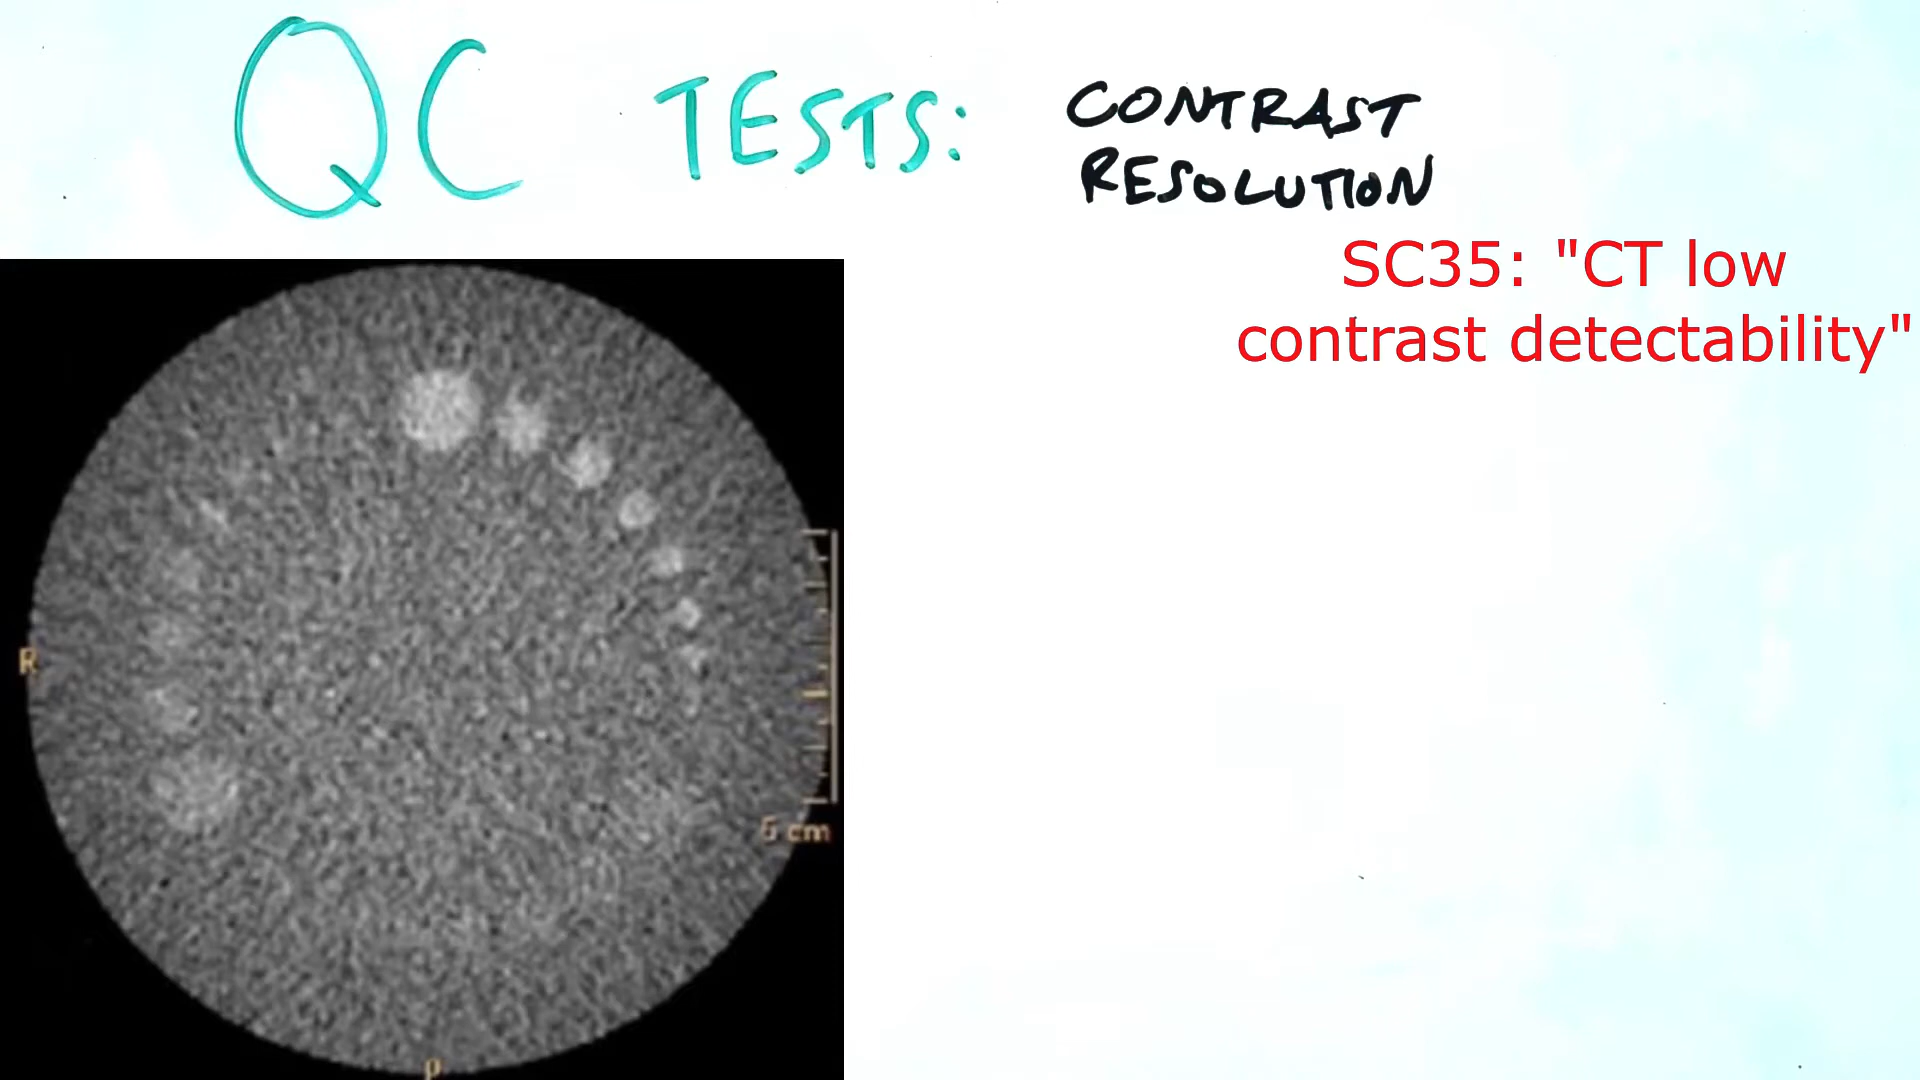 QC TESTS: CONTRAST
RESOLUTION
SC35: "CT low
contrast detectability"
R
5 cm
P